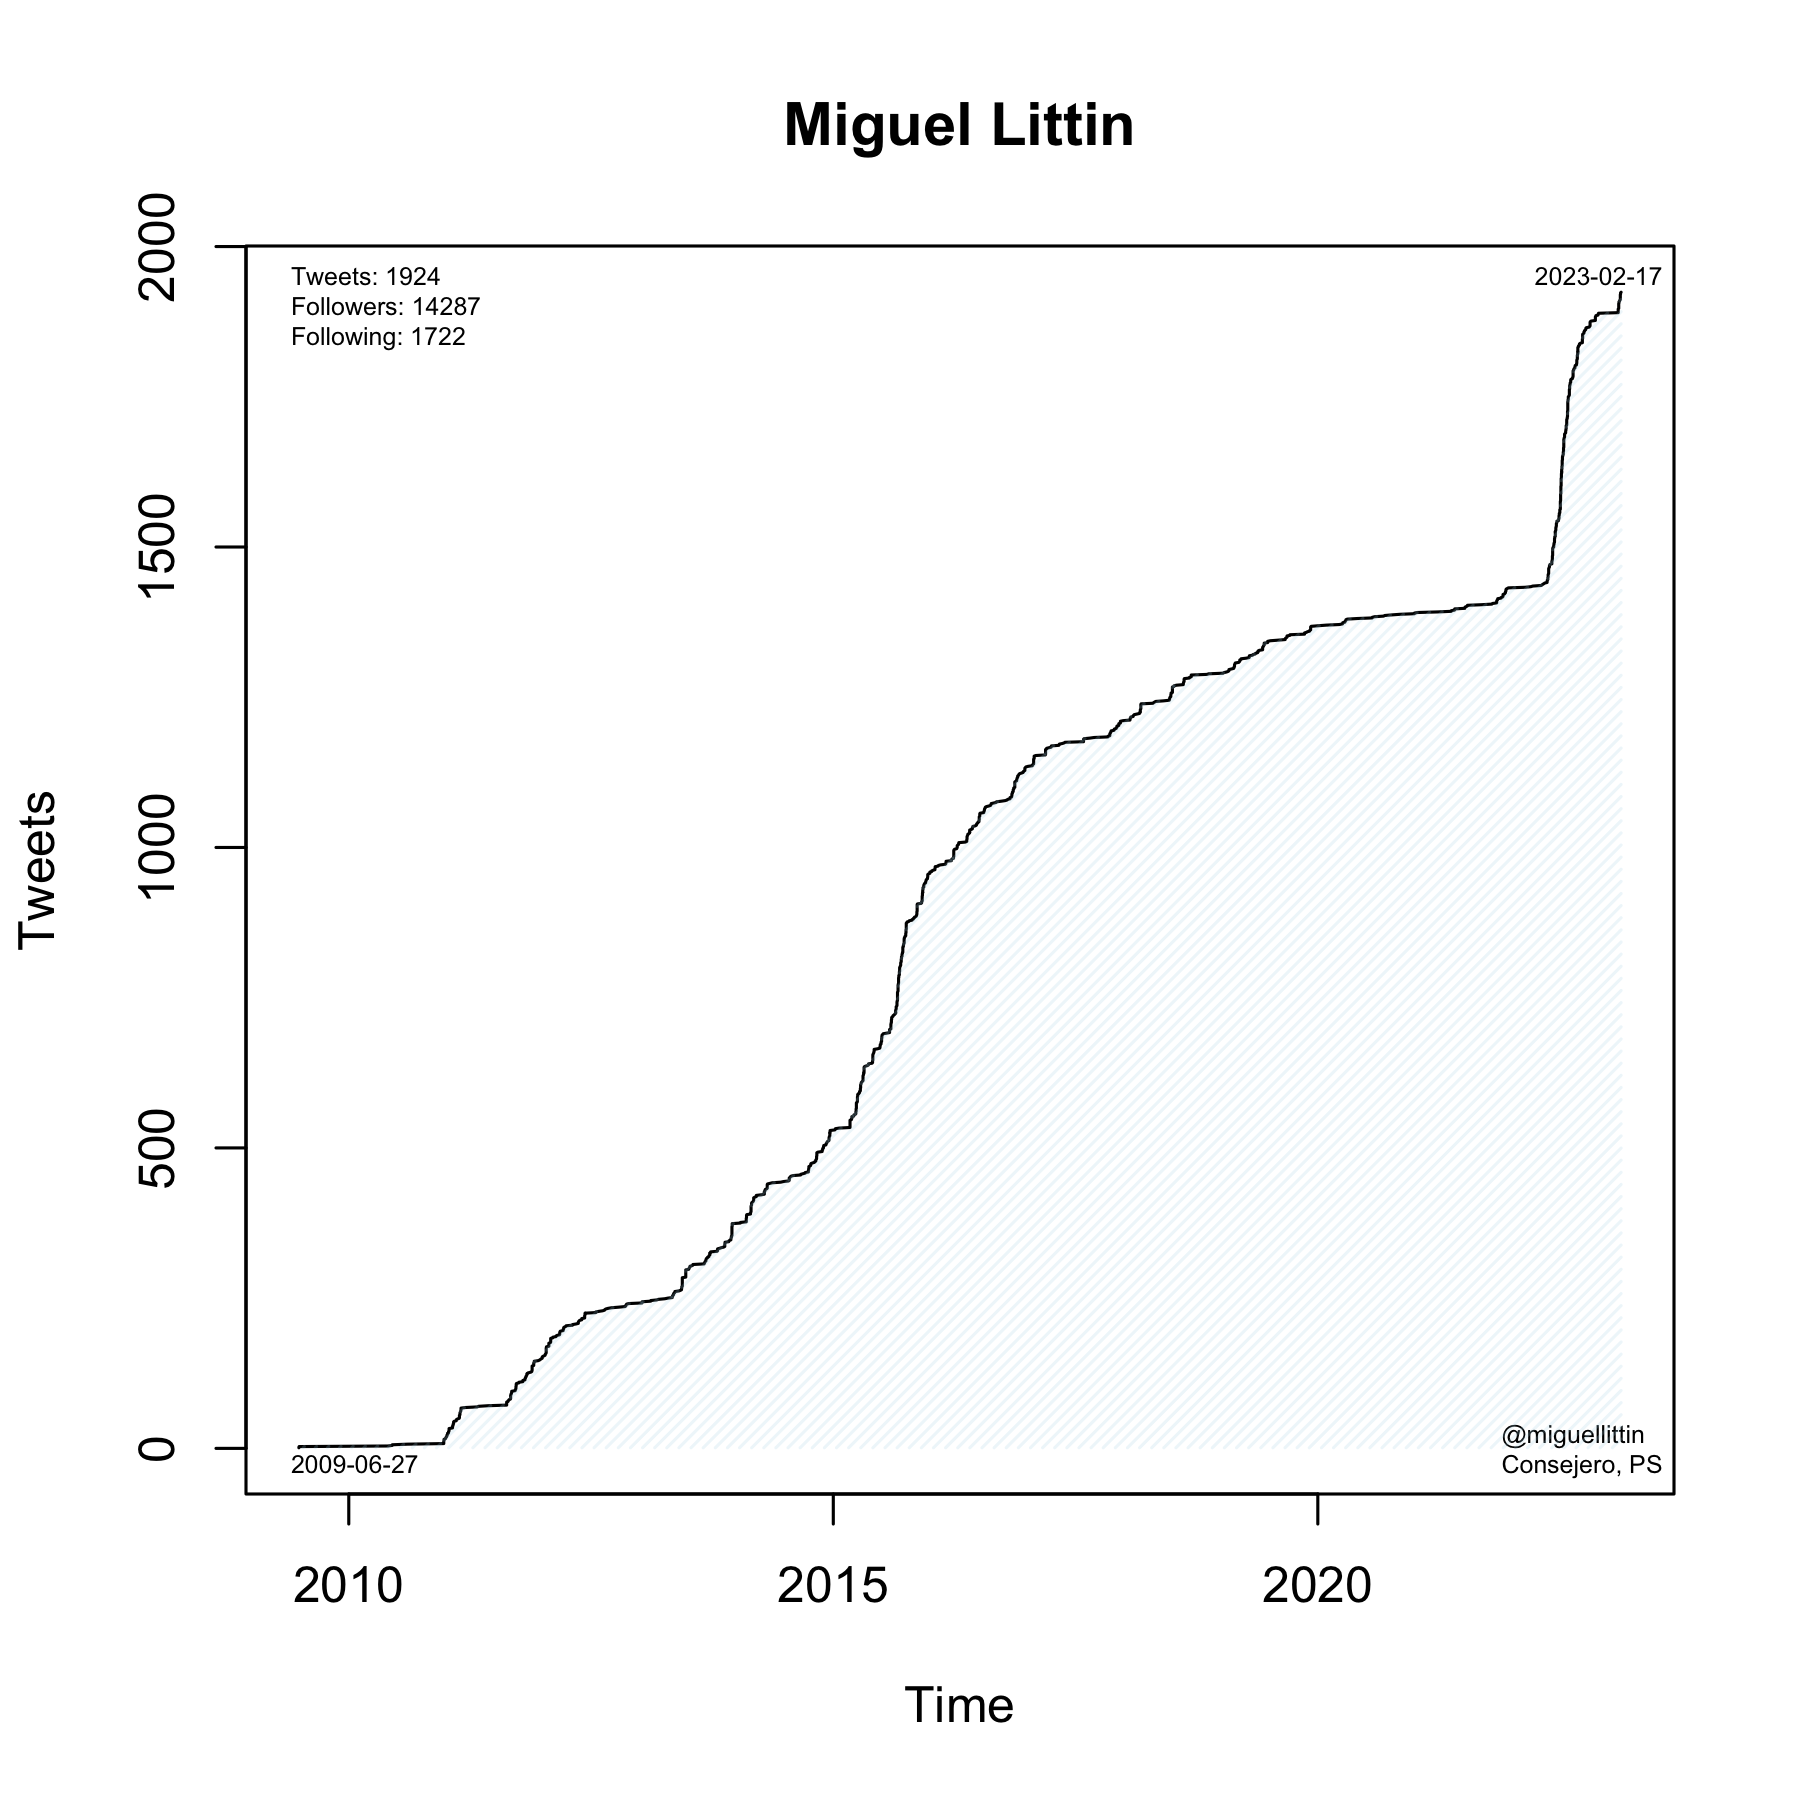 Miguel Littin
Tweets: 1924
Followers: 14287
Following: 1722
2023-02-17
2000
1500
1000
500
0
Tweets
2009-06-27
@miguellittin
Consejero, PS
2010
2015
2020
Time